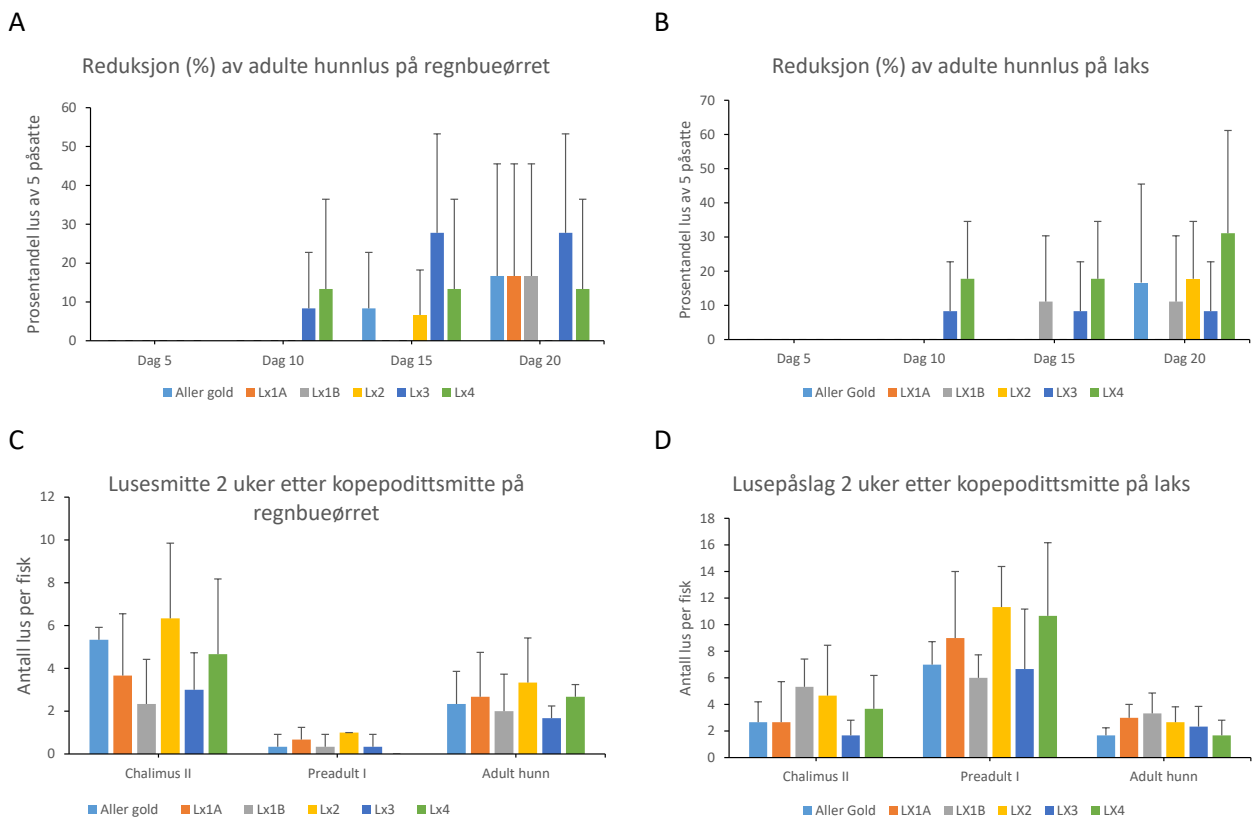 A
Reduksjon (%) av adulte hunnlus på regnbueørret
Prosentandel lus av 5 påsatte
60
50
40
30
20
10
0
Dag 5 Dag 10 Dag 15 Dag 20
Aller gold Lx1A Lx1B Lx2 Lx3 Lx4
B
Reduksjon (%) av adulte hunnlus på laks
Prosentandel lus av 5 påsatte
70
60
50
40
30
20
10
0
Dag 5 Dag 10 Dag 15 Dag 20
Aller Gold LX1A LX1B LX2 LX3 LX4
C
Lusesmitte 2 uker etter kopepodittsmitte på
regnbueørret
Antall lus per fisk
12
10
8
6
4
2
0
Chalimus II Preadult I Adult hunn
Aller gold Lx1A Lx1B Lx2 Lx3 Lx4
D
Lusepåslag 2 uker etter kopepodittsmitte på laks
Antall lus per fisk
18
16
14
12
10
8
6
4
2
0
Chalimus II Preadult I Adult hunn
Aller Gold LX1A LX1B LX2 LX3 LX4